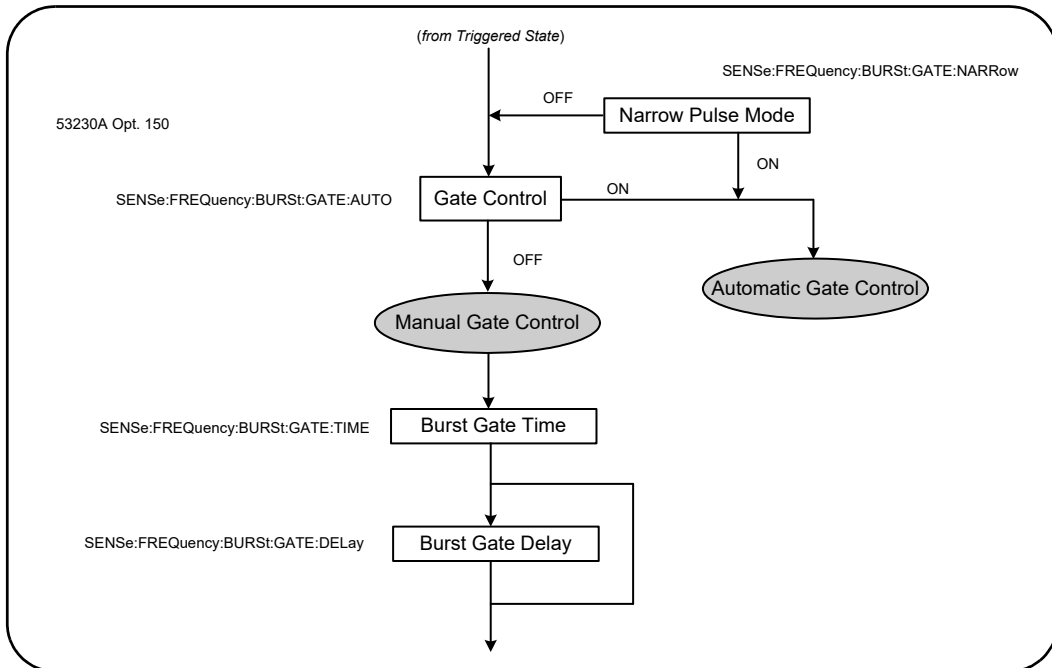 (from Triggered State)
SENSe:FREQuency:BURSt:GATE:NARRow
OFF
Narrow Pulse Mode
53230A Opt. 150
ON
SENSe:FREQuency:BURSt:GATE:AUTO
Gate Control
ON
OFF
Automatic Gate Control
Manual Gate Control
SENSe:FREQuency:BURSt:GATE:TIME
Burst Gate Time
SENSe:FREQuency:BURSt:GATE:DELay
Burst Gate Delay